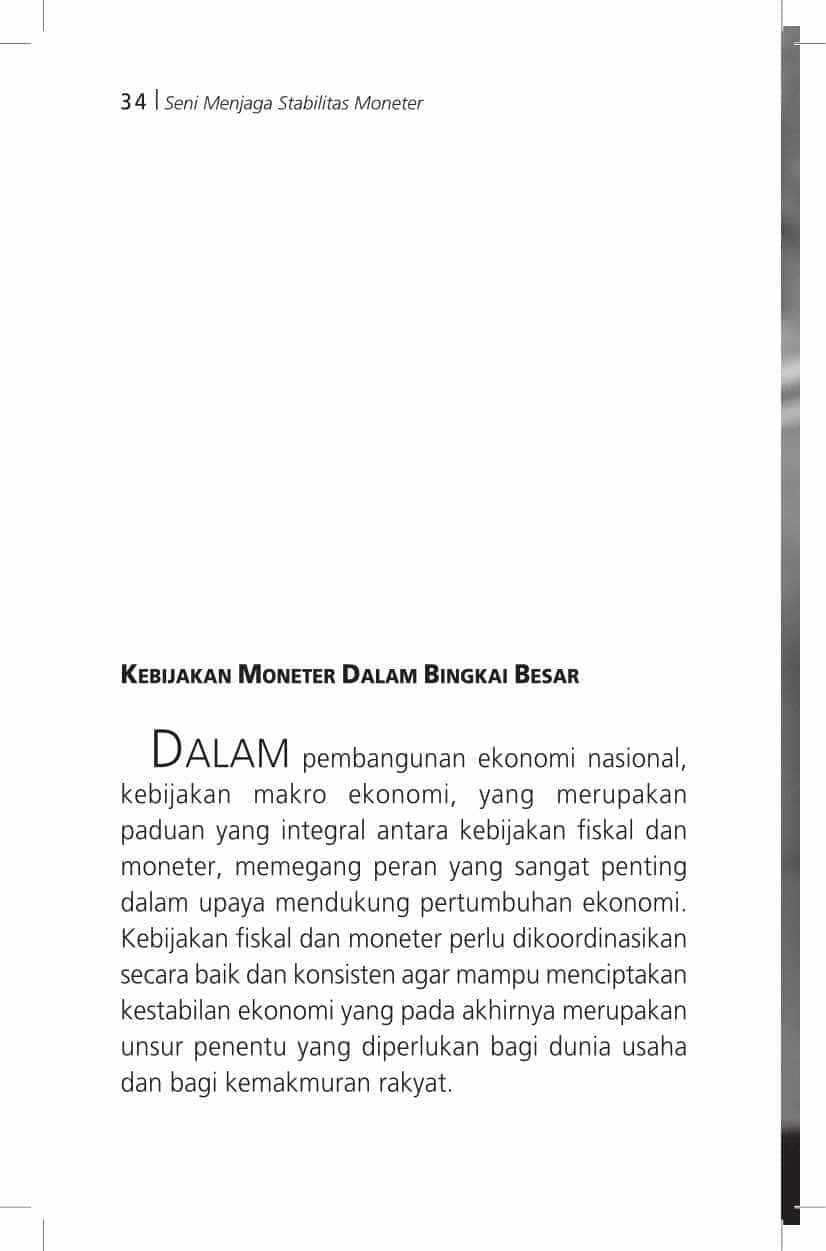 34 | Seni Menjaga Stabilitas Moneter
KEBIJAKAN MONETER DALAM BINGKAI BESAR
DALAM pembangunan ekonomi nasional,
kebijakan makro ekonomi, yang merupakan
paduan yang integral antara kebijakan fiskal dan
moneter, memegang peran yang sangat penting
dalam upaya mendukung pertumbuhan ekonomi.
Kebijakan fiskal dan moneter perlu dikoordinasikan
secara baik dan konsisten agar mampu menciptakan
kestabilan ekonomi yang pada akhirnya merupakan
unsur penentu yang diperlukan bagi dunia usaha
dan bagi kemakmuran rakyat.